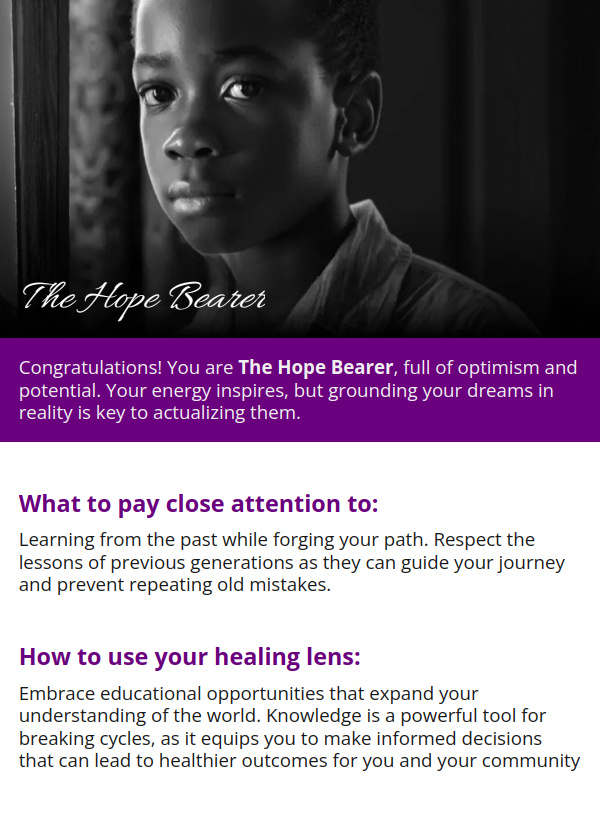 The Hope Bearer
Congratulations! You are The Hope Bearer, full of optimism and
potential. Your energy inspires, but grounding your dreams in
reality is key to actualizing them.
What to pay close attention to:
Learning from the past while forging your path. Respect the
lessons of previous generations as they can guide your journey
and prevent repeating old mistakes.
How to use your healing lens:
Embrace educational opportunities that expand your
understanding of the world. Knowledge is a powerful tool for
breaking cycles, as it equips you to make informed decisions
that can lead to healthier outcomes for you and your community